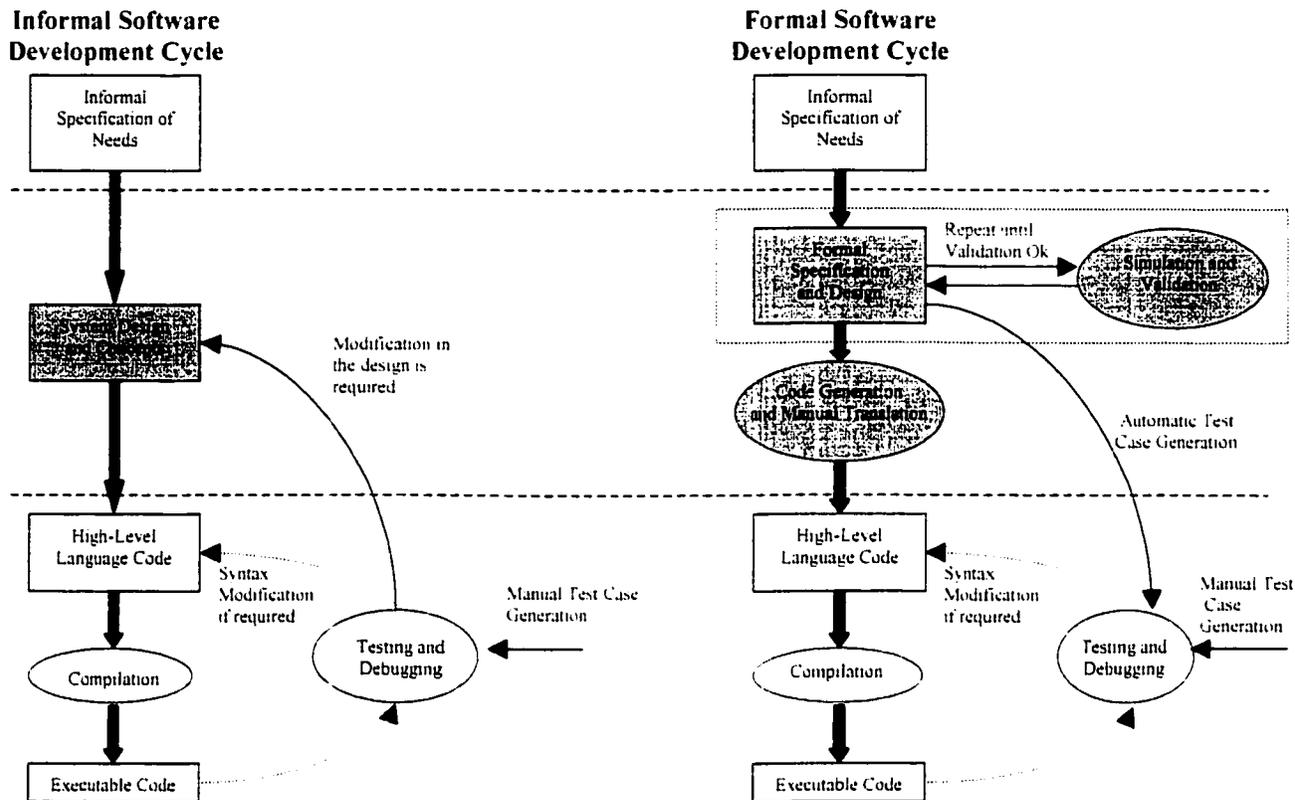 Informal Software
Development Cycle
Informal
Specification of
Needs
System Design
and
Modification in
the design is
required
High-Level
Language Code
Syntax
Modification
if required
Manual Test Case
Generation
Testing and
Debugging
Compilation
Executable Code
Formal Software
Development Cycle
Informal
Specification of
Needs
Formal
Specification
and Design
Repeat until
Validation Ok
Simulation and
Validation
Code Generation
and Manual Translation
Automatic Test
Case Generation
High-Level
Language Code
Syntax
Modification
if required
Manual Test
Case
Generation
Testing and
Debugging
Compilation
Executable Code